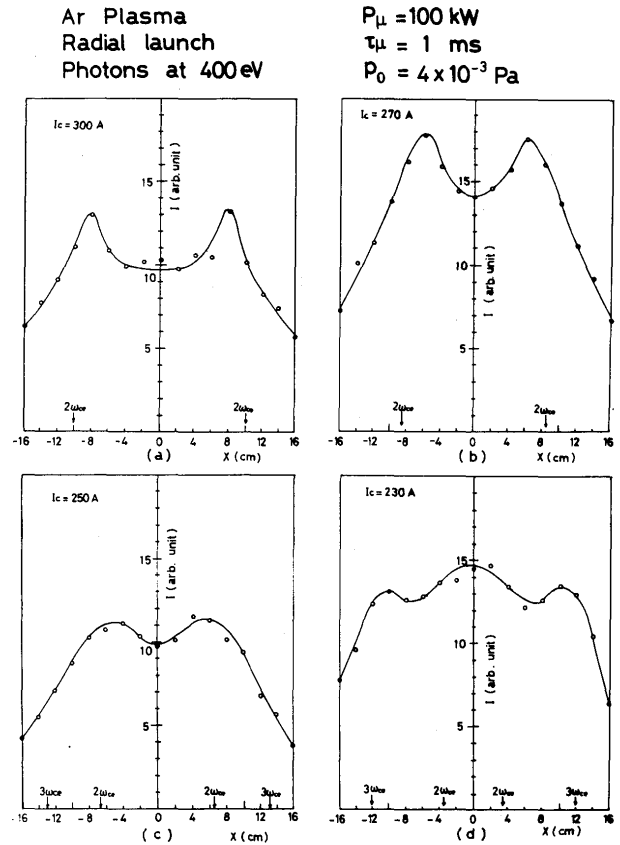 Ar Plasma
Radial launch
Photons at 400 eV
Pμ = 100 kW
τμ = 1 ms
p₀ = 4 × 10⁻³ Pa
Ic = 300 A
I (arb. unit)
15
10
5
2ωce
2ωce
-16 -12 -8 -4 0 4 8 12 16
(a) X (cm)
Ic = 270 A
15
10
I (arb. unit)
5
2ωce
2ωce
-16 -12 -8 -4 0 4 8 12 16
(b) X (cm)
Ic = 250 A
I (arb. unit)
15
10
5
3ωce
2ωce
2ωce
3ωce
-16 -12 -8 -4 0 4 8 12 16
(c) X (cm)
Ic = 230 A
15
10
I (arb. unit)
5
3ωce
2ωce
2ωce
3ωce
-16 -12 -8 -4 0 4 8 12 16
(d) X (cm)